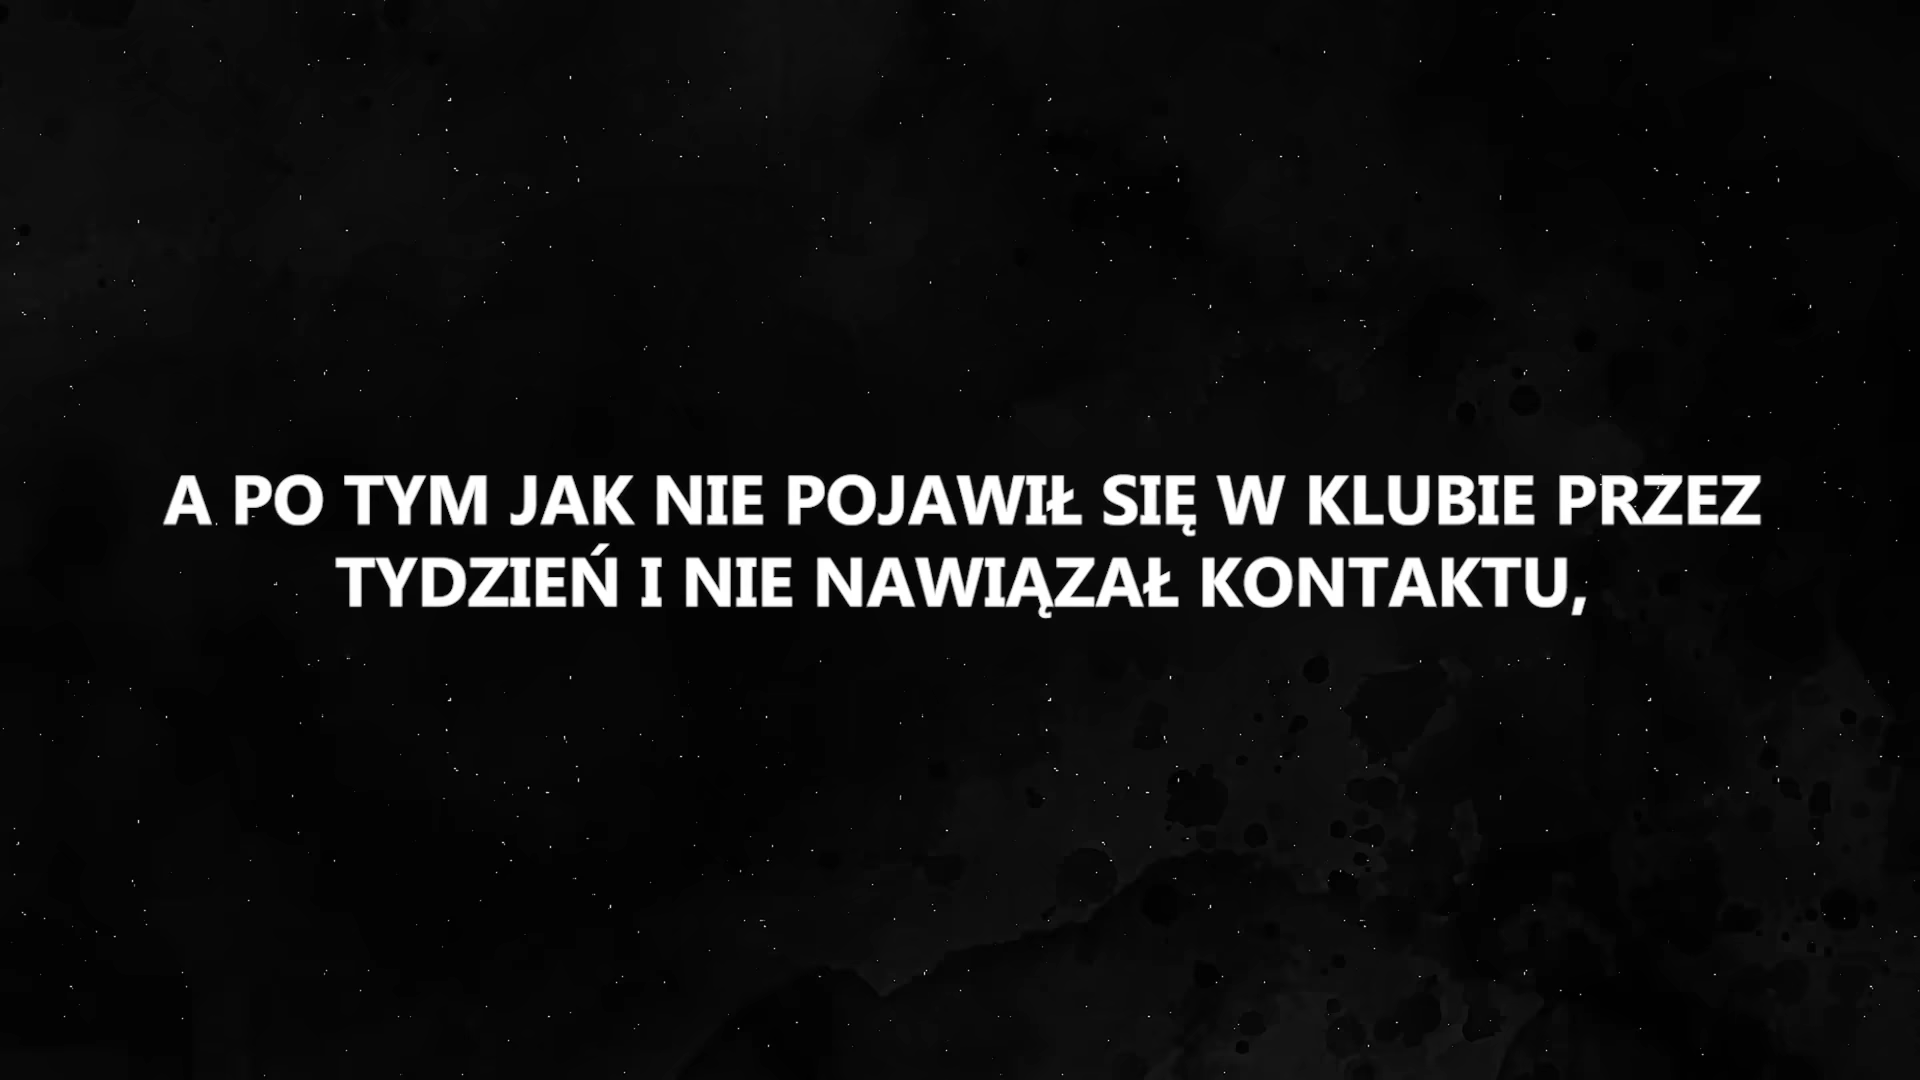 A PO TYM JAK NIE POJAWIŁ SIĘ W KLUBIE PRZEZ
TYDZIEŃ I NIE NAWIĄZAŁ KONTAKTU,